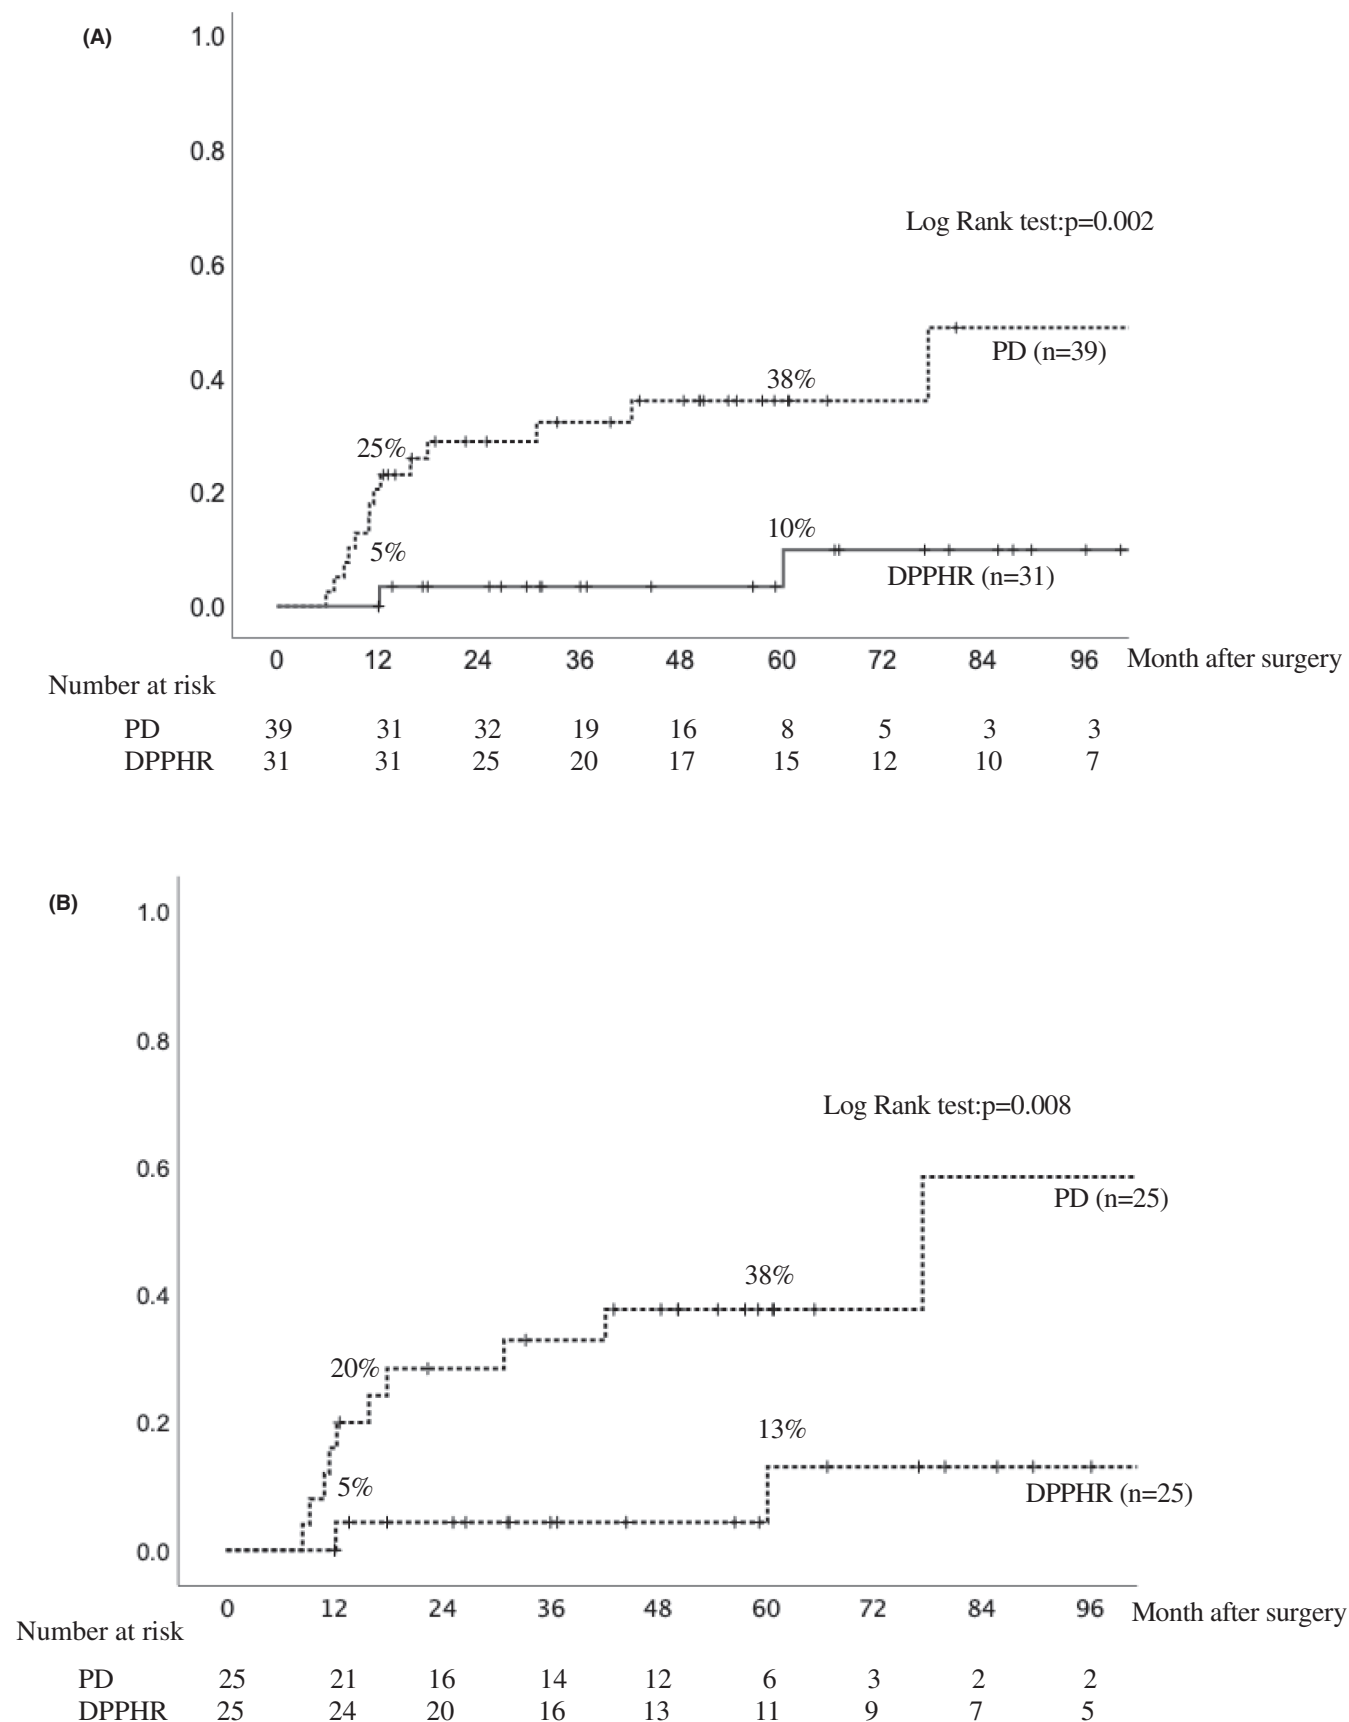 (A)
1.0
0.8
Log Rank test:p=0.002
0.6
PD (n=39)
0.4
38%
25%
0.2
10%
5%
DPPHR (n=31)
0.0
0 12 24 36 48 60 72 84 96 Month after surgery
Number at risk
PD 39 31 32 19 16 8 5 3 3
DPPHR 31 31 25 20 17 15 12 10 7
(B)
1.0
0.8
Log Rank test:p=0.008
0.6
PD (n=25)
38%
0.4
20%
0.2
13%
5%
DPPHR (n=25)
0.0
0 12 24 36 48 60 72 84 96 Month after surgery
Number at risk
PD 25 21 16 14 12 6 3 2 2
DPPHR 25 24 20 16 13 11 9 7 5